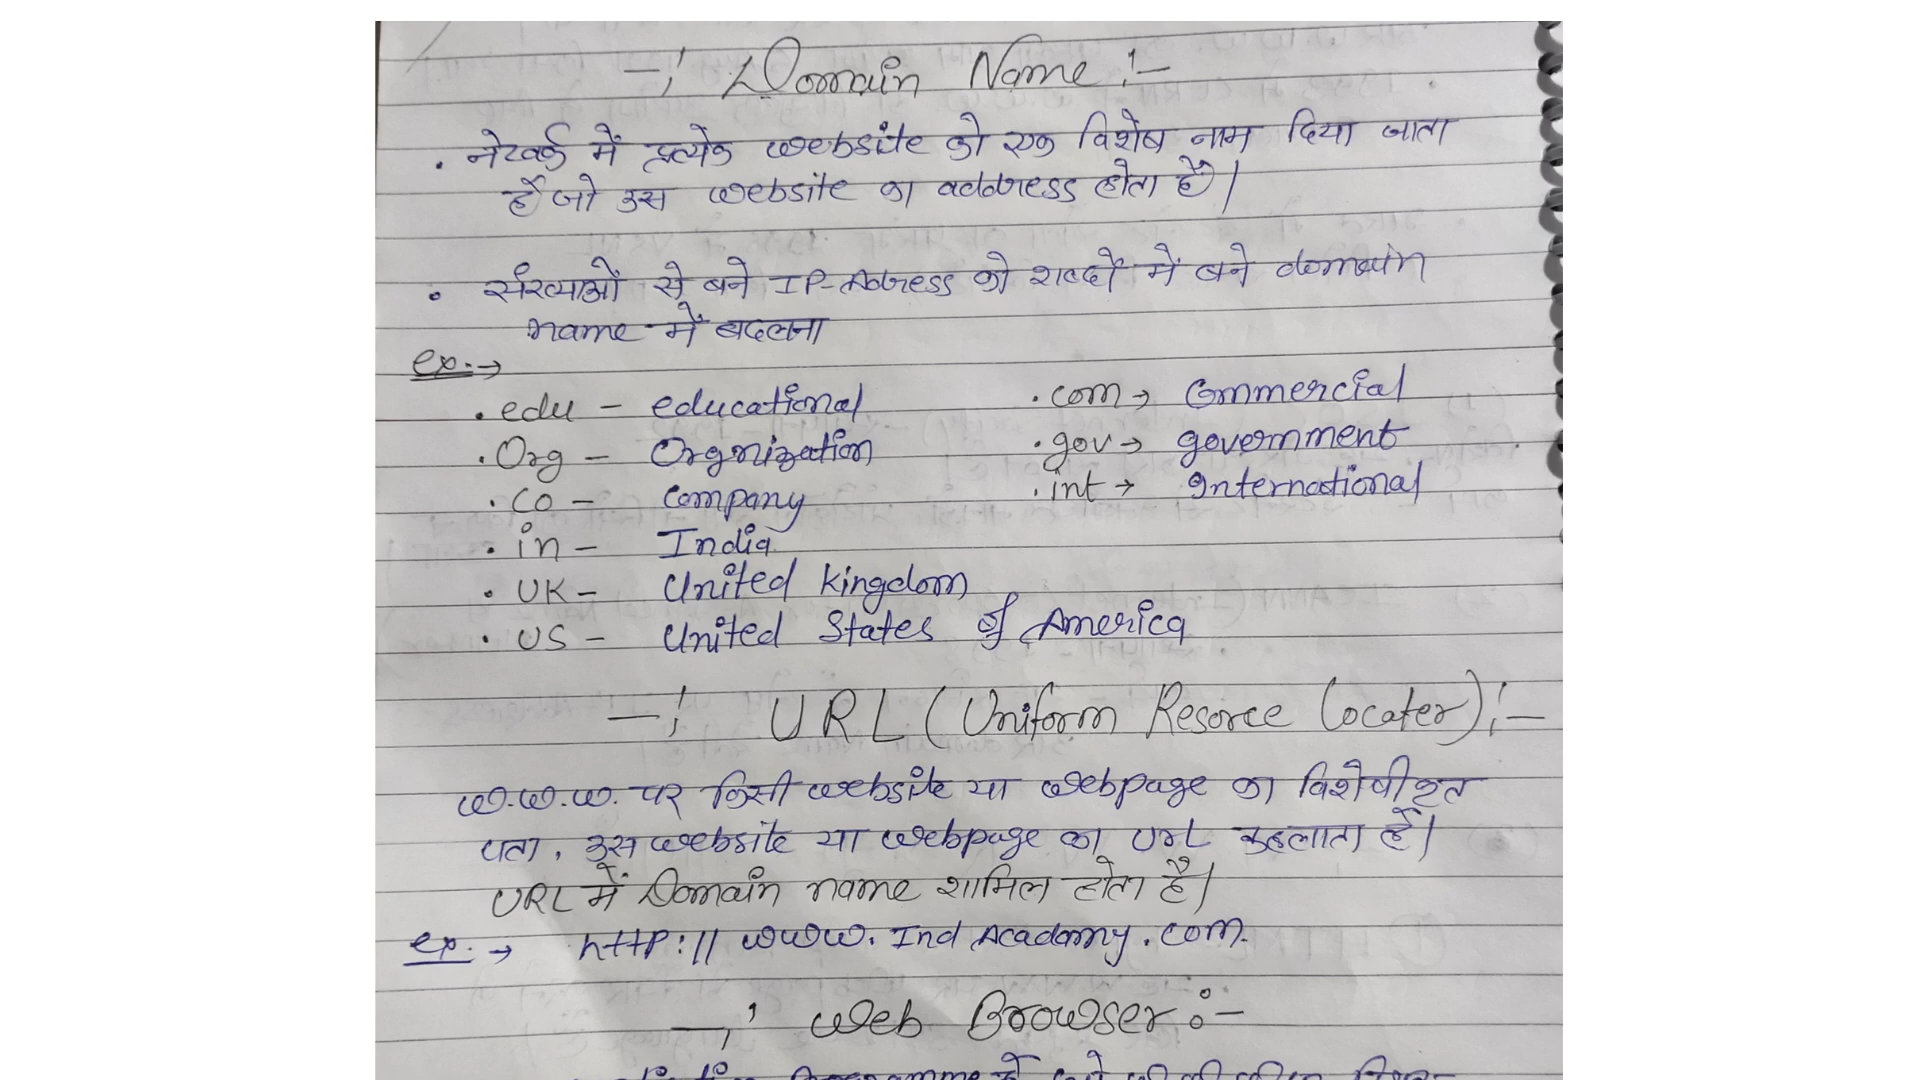 -: Domain Name :-
. नेटवर्क में प्रत्येक website को एक विशेष नाम दिया जाता
है जो उस website का address होता है।
. संख्याओं से बने IP-Adress को शब्दों में बने domain
name में बदलना
ex.→
.edu - educational .com → Commercial
.Org - Orgnization .gov → government
.co - Company .int → International
.in - India
.UK - United Kingdom
.US - United States of America
-: URL (Uniform Resorce Locater) :-
W.W.W. पर किसी website या webpage का विशेषीकृत
पता, उस website या webpage का URL कहलाता है।
URL में Domain name शामिल होता है।
ex. → http:// www. Ind Acadamy.com.
-: Web Browser :-